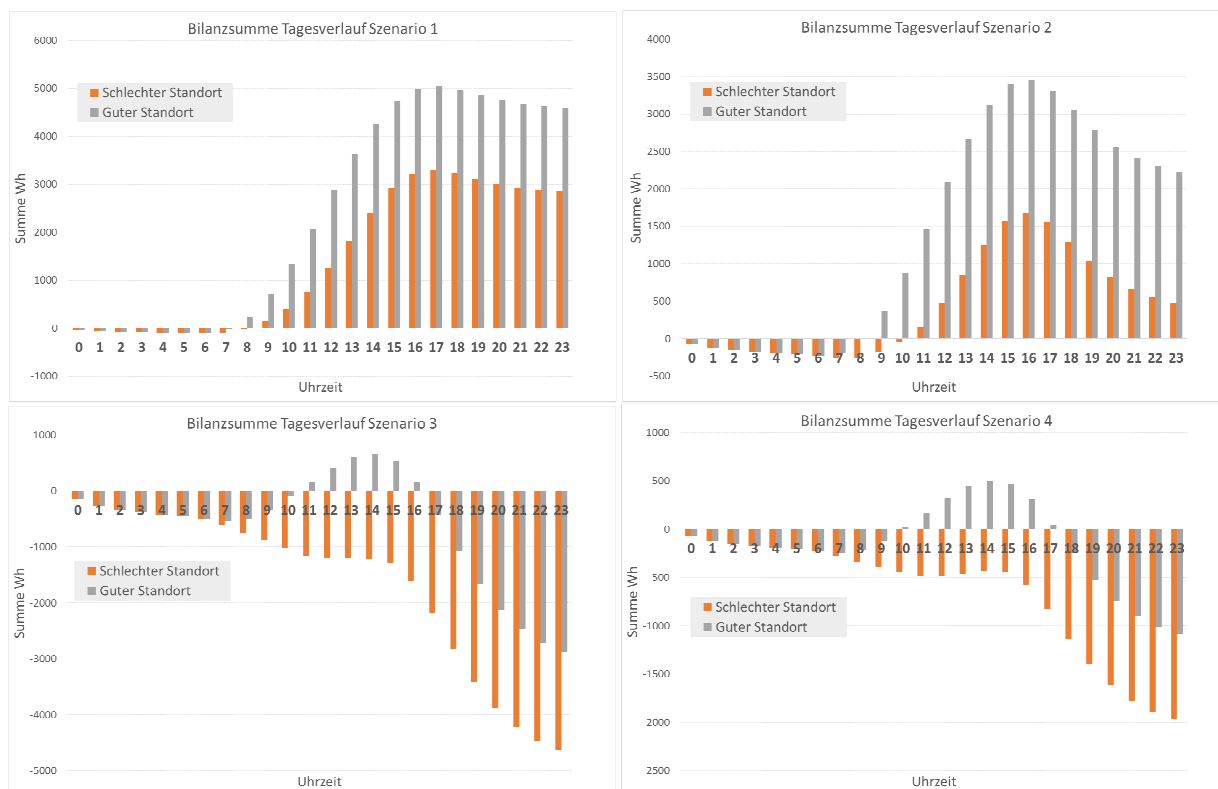 Bilanzsumme Tagesverlauf Szenario 1
6000
5000
4000
3000
2000
1000
0
-1000
Summe Wh
Schlechter Standort
Guter Standort
0 1 2 3 4 5 6 7 8 9 10 11 12 13 14 15 16 17 18 19 20 21 22 23
Uhrzeit
Bilanzsumme Tagesverlauf Szenario 2
4000
3500
3000
2500
2000
1500
1000
500
0
-500
Summe Wh
Schlechter Standort
Guter Standort
0 1 2 3 4 5 6 7 8 9 10 11 12 13 14 15 16 17 18 19 20 21 22 23
Uhrzeit
Bilanzsumme Tagesverlauf Szenario 3
1000
0
-1000
-2000
-3000
-4000
-5000
Summe Wh
0 1 2 3 4 5 6 7 8 9 10 11 12 13 14 15 16 17 18 19 20 21 22 23
Schlechter Standort
Guter Standort
Uhrzeit
Bilanzsumme Tagesverlauf Szenario 4
1000
500
0
500
-1000
-1500
2000
2500
Summe Wh
0 1 2 3 4 5 6 7 8 9 10 11 12 13 14 15 16 17 18 19 20 21 22 23
Schlechter Standort
Guter Standort
Uhrzeit